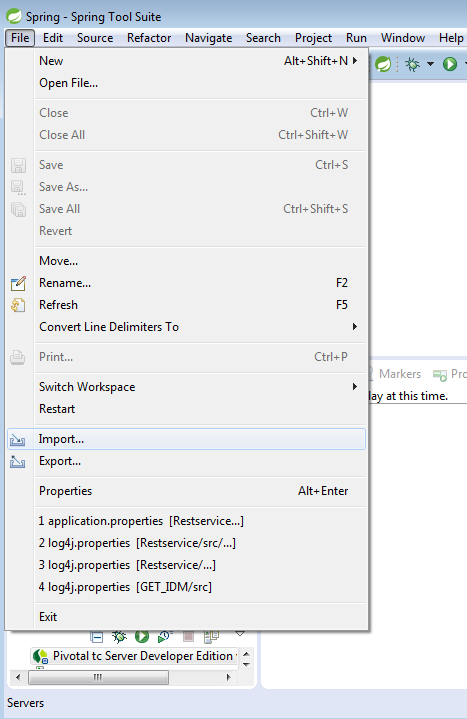 Spring - Spring Tool Suite
File Edit Source Refactor Navigate Search Project Run Window Help
New Alt+Shift+N
Open File...
Close Ctrl+W
Close All Ctrl+Shift+W
Save Ctrl+S
Save As...
Save All Ctrl+Shift+S
Revert
Move...
Rename... F2
Refresh F5
Convert Line Delimiters To
Print... Ctrl+P
Markers Pro
Switch Workspace
lay at this time.
Restart
Import...
Export...
Properties Alt+Enter
1 application.properties [Restservice...]
2 log4j.properties [Restservice/src/...]
3 log4j.properties [Restservice/...]
4 log4j.properties [GET_IDM/src]
Exit
Pivotal tc Server Developer Edition
Servers